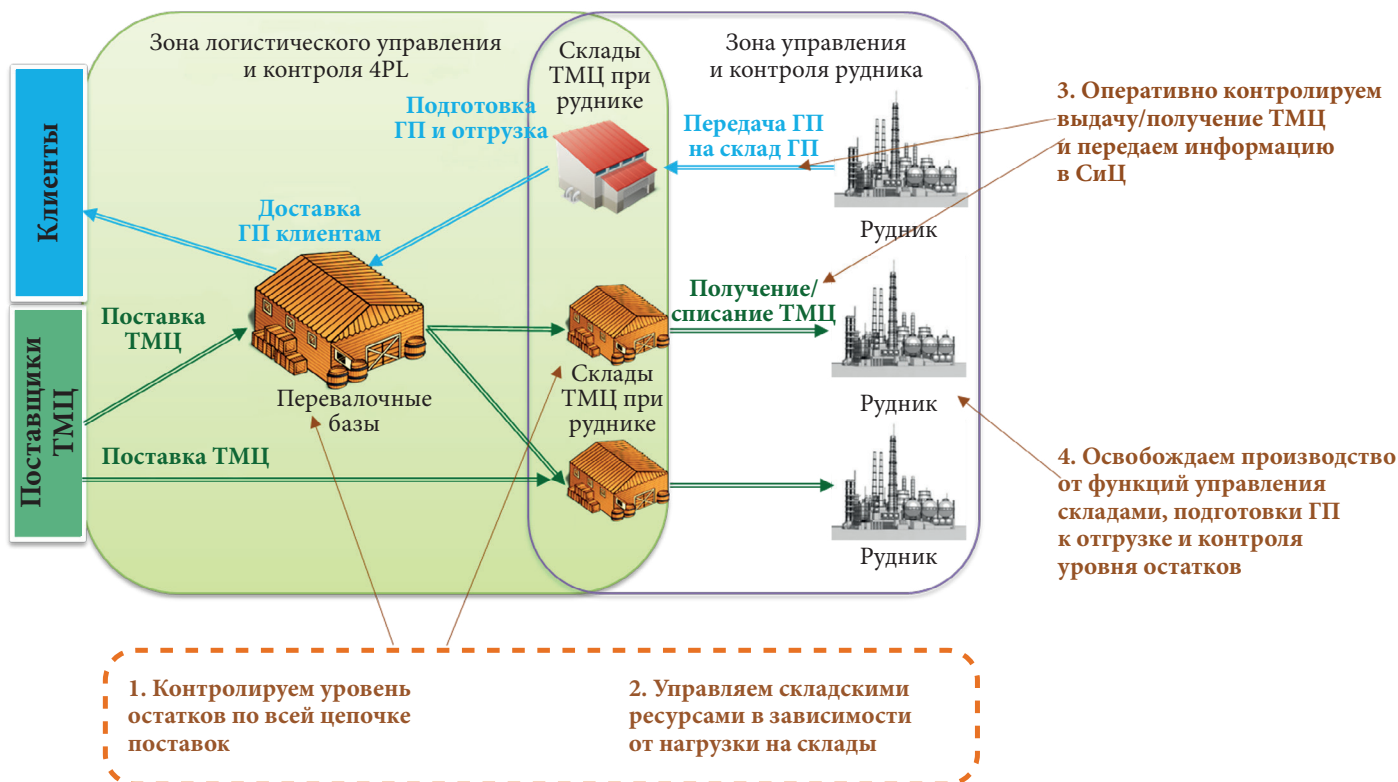 Зона логистического управления
и контроля 4PL
Склады
ТМЦ при
руднике
Зона управления
и контроля рудника
Клиенты
Подготовка
ГП и отгрузка
Передача ГП
на склад ГП
3. Оперативно контролируем
выдачу/получение ТМЦ
и передаем информацию
в СиЦ
Доставка
ГП клиентам
Рудник
Поставщики
ТМЦ
Поставка
ТМЦ
Получение/
списание ТМЦ
Перевалочные
базы
Склады
ТМЦ при
руднике
Рудник
Поставка ТМЦ
4. Освобождаем производство
от функций управления
складами, подготовки ГП
к отгрузке и контроля
уровня остатков
Рудник
1. Контролируем уровень
остатков по всей цепочке
поставок
2. Управляем складскими
ресурсами в зависимости
от нагрузки на склады